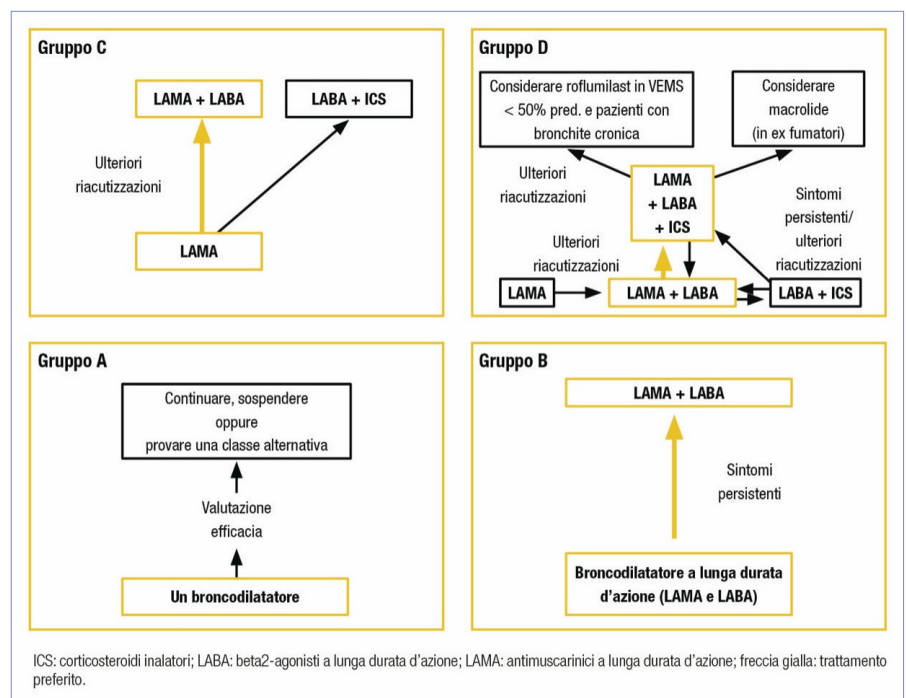 Gruppo C
LAMA + LABA
LABA + ICS
Ulteriori
riacutizzazioni
LAMA
Gruppo D
Considerare roflumilast in VEMS
< 50% pred. e pazienti con
bronchite cronica
Considerare
macrolide
(in ex fumatori)
Ulteriori
riacutizzazioni
LAMA
+ LABA
+ ICS
Sintomi
persistenti/
ulteriori
riacutizzazioni
Ulteriori
riacutizzazioni
LAMA
LAMA + LABA
LABA + ICS
Gruppo A
Continuare, sospendere
oppure
provare una classe alternativa
Valutazione
efficacia
Un broncodilatatore
Gruppo B
LAMA + LABA
Sintomi
persistenti
Broncodilatatore a lunga durata
d’azione (LAMA e LABA)
ICS: corticosteroidi inalatori; LABA: beta2-agonisti a lunga durata d’azione; LAMA: antimuscarinici a lunga durata d’azione; freccia gialla: trattamento
preferito.